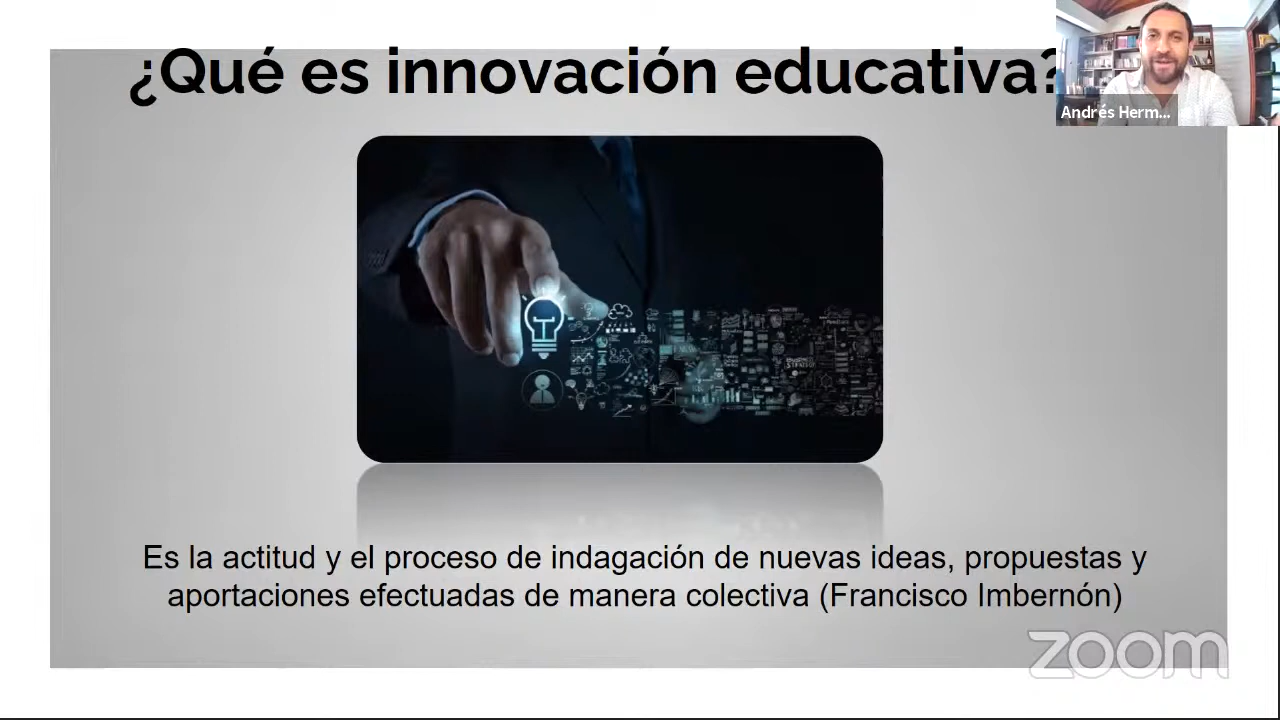 ¿Qué es innovación educativa?
Andrés Herm...
Es la actitud y el proceso de indagación de nuevas ideas, propuestas y
aportaciones efectuadas de manera colectiva (Francisco Imbernón)
zoom